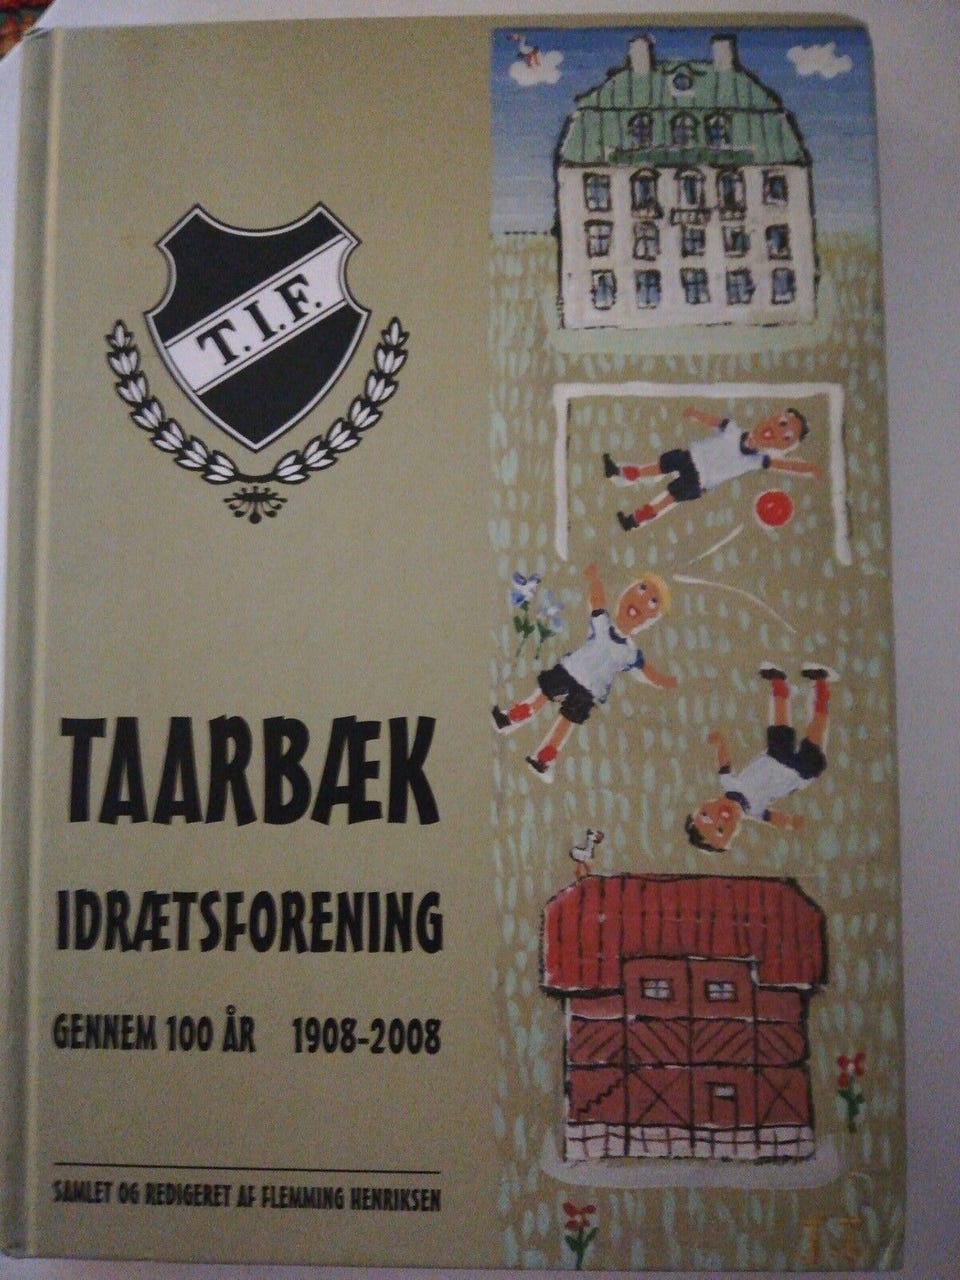 T.I.F.
TAARBÆK
IDRÆTSFORENING
GENNEM 100 ÅR 1908-2008
SAMLET OG REDIGERET AF FLEMMING HENRIKSEN